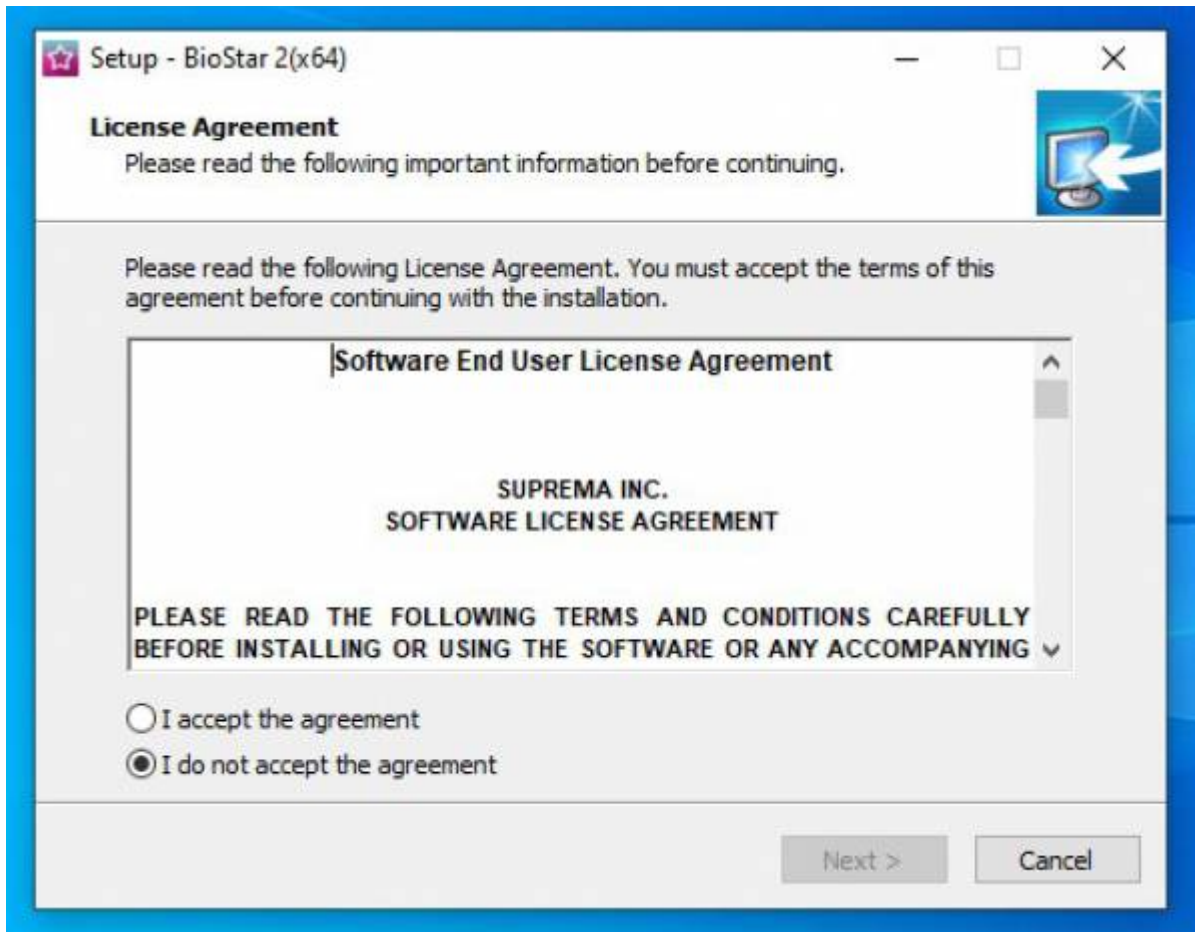 Setup - BioStar 2(x64)
License Agreement
Please read the following important information before continuing.
Please read the following License Agreement. You must accept the terms of this
agreement before continuing with the installation.
Software End User License Agreement
SUPREMA INC.
SOFTWARE LICENSE AGREEMENT
PLEASE READ THE FOLLOWING TERMS AND CONDITIONS CAREFULLY
BEFORE INSTALLING OR USING THE SOFTWARE OR ANY ACCOMPANYING
I accept the agreement
I do not accept the agreement
Next >
Cancel